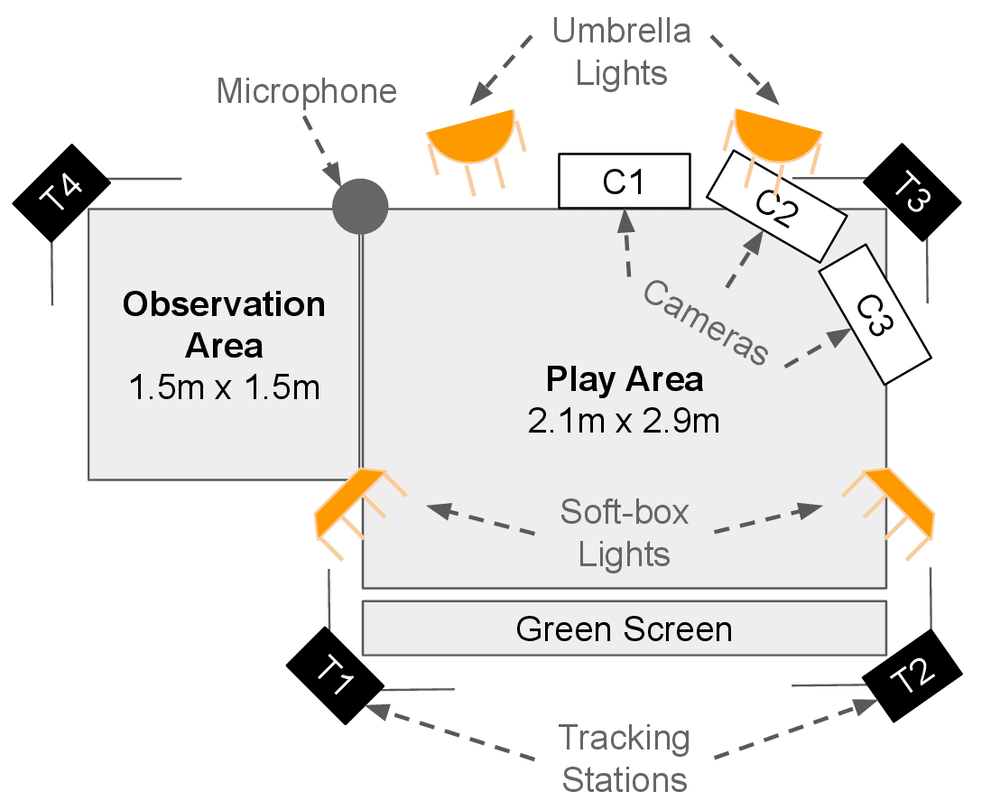 Umbrella
Lights
Microphone
T4
C1
C2
T3
Observation
Area
1.5m x 1.5m
Cameras
C3
Play Area
2.1m x 2.9m
Soft-box
Lights
Green Screen
T1
T2
Tracking
Stations